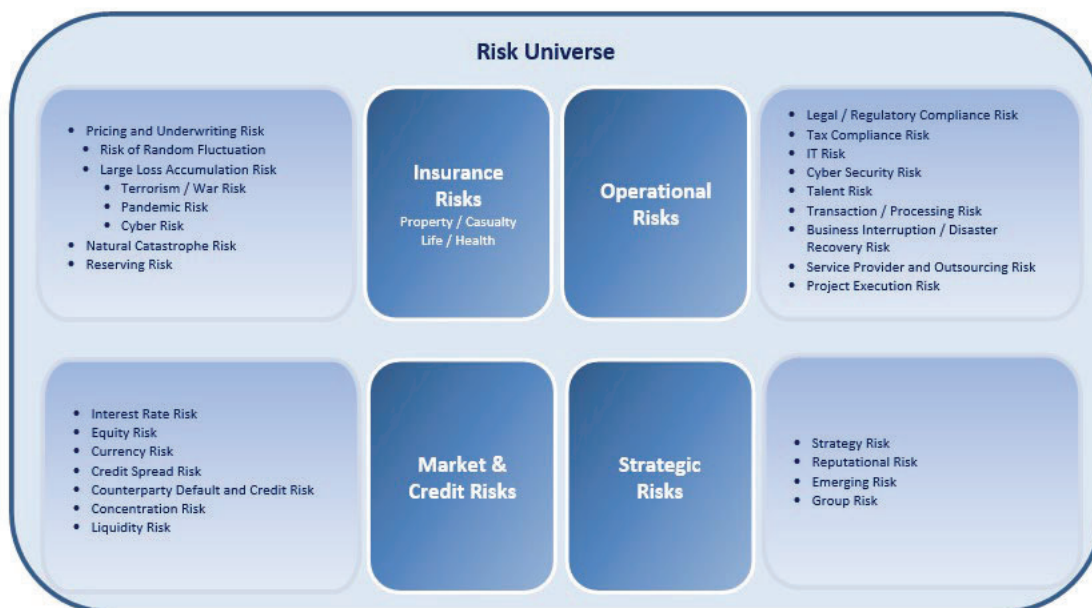 Risk Universe
• Pricing and Underwriting Risk
• Risk of Random Fluctuation
• Large Loss Accumulation Risk
• Terrorism / War Risk
• Pandemic Risk
• Cyber Risk
• Natural Catastrophe Risk
• Reserving Risk
Insurance
Risks
Property / Casualty
Life / Health
Operational
Risks
• Legal / Regulatory Compliance Risk
• Tax Compliance Risk
• IT Risk
• Cyber Security Risk
• Talent Risk
• Transaction / Processing Risk
• Business Interruption / Disaster
Recovery Risk
• Service Provider and Outsourcing Risk
• Project Execution Risk
• Interest Rate Risk
• Equity Risk
• Currency Risk
• Credit Spread Risk
• Counterparty Default and Credit Risk
• Concentration Risk
• Liquidity Risk
Market &
Credit Risks
Strategic
Risks
• Strategy Risk
• Reputational Risk
• Emerging Risk
• Group Risk